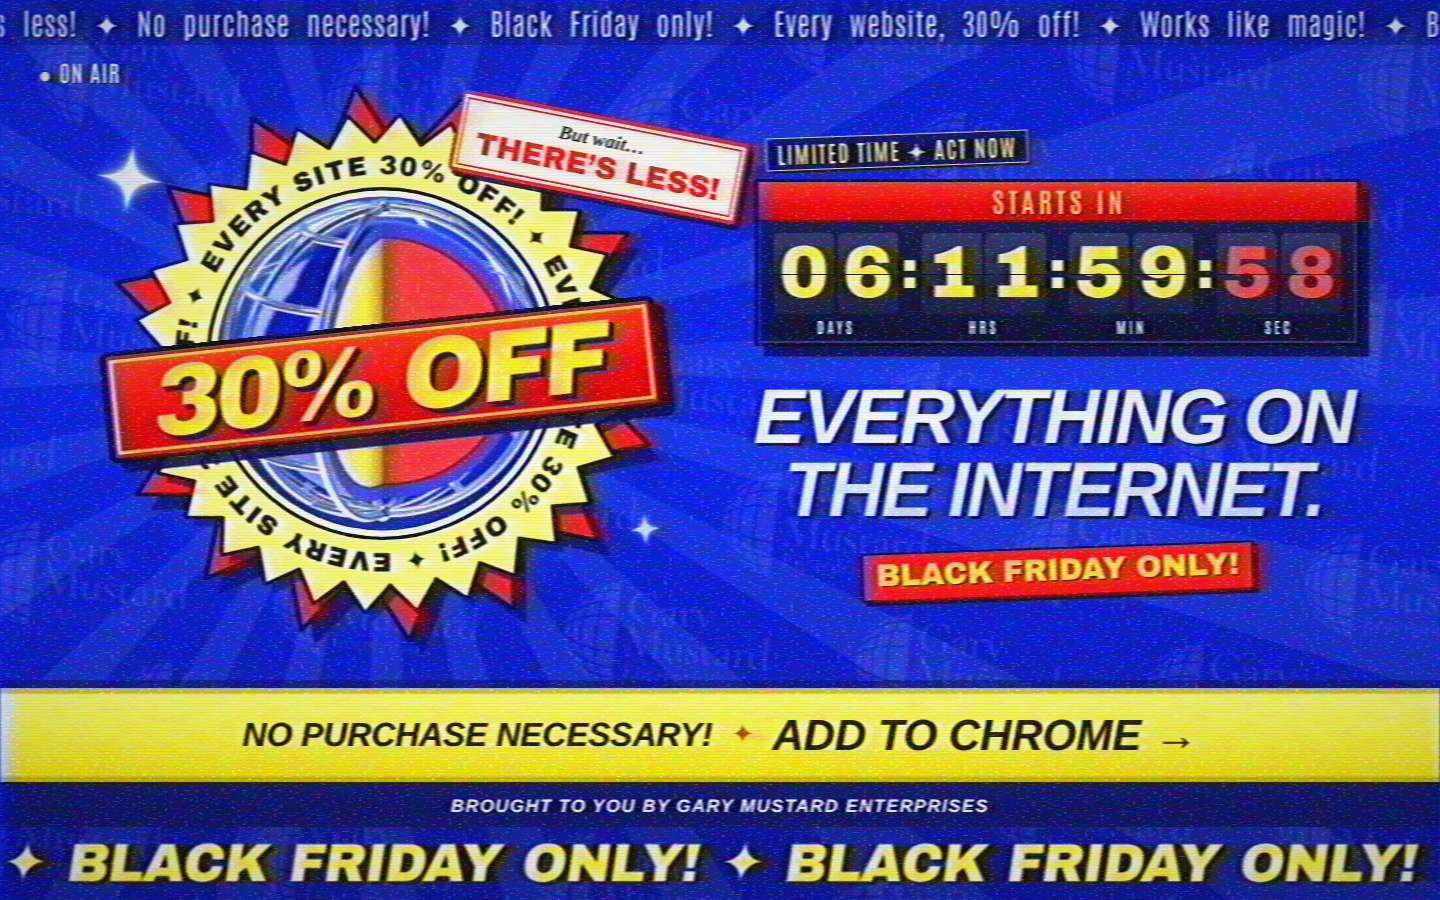 less! ✦ No purchase necessary! ✦ Black Friday only! ✦ Every website, 30% off! ✦ Works like magic! ✦
● ON AIR
But wait...
THERE'S LESS!
EVERY SITE 30% OFF! ✦
EVERY SITE 30% OFF! ✦
30% OFF
LIMITED TIME ✦ ACT NOW
STARTS IN
06:11:59:58
DAYS HRS MIN SEC
EVERYTHING ON
THE INTERNET.
BLACK FRIDAY ONLY!
NO PURCHASE NECESSARY! ✦ ADD TO CHROME →
BROUGHT TO YOU BY GARY MUSTARD ENTERPRISES
✦ BLACK FRIDAY ONLY! ✦ BLACK FRIDAY ONLY!
Gary
Mustard